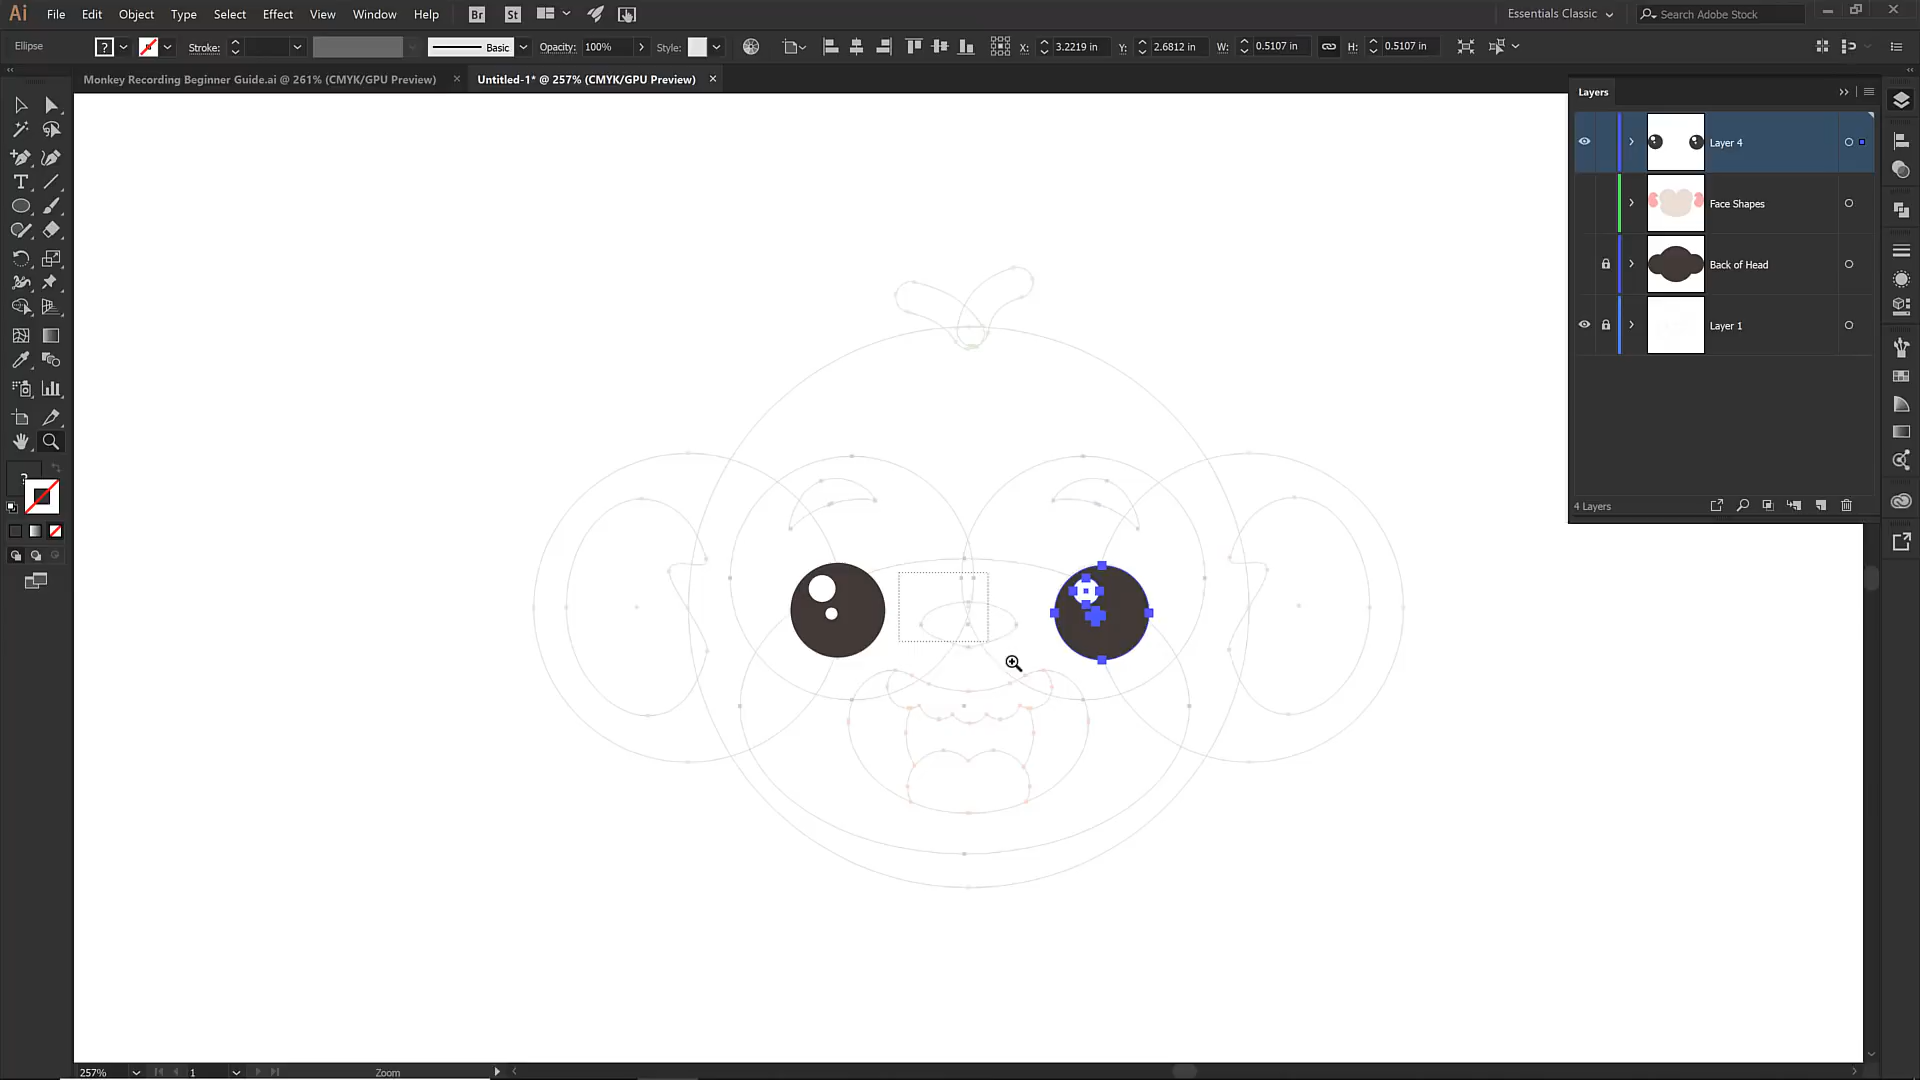 Ai File Edit Object Type Select Effect View Window Help Br St Essentials Classic Search Adobe Stock
Ellipse ? Stroke: Basic Opacity: 100% Style: X: 3.2219 in Y: 2.6812 in W: 0.5107 in H: 0.5107 in
Monkey Recording Beginner Guide.ai @ 261% (CMYK/GPU Preview) × Untitled-1* @ 257% (CMYK/GPU Preview) ×
Layers
Layer 4
Face Shapes
Back of Head
Layer 1
4 Layers
?
257% 1 Zoom